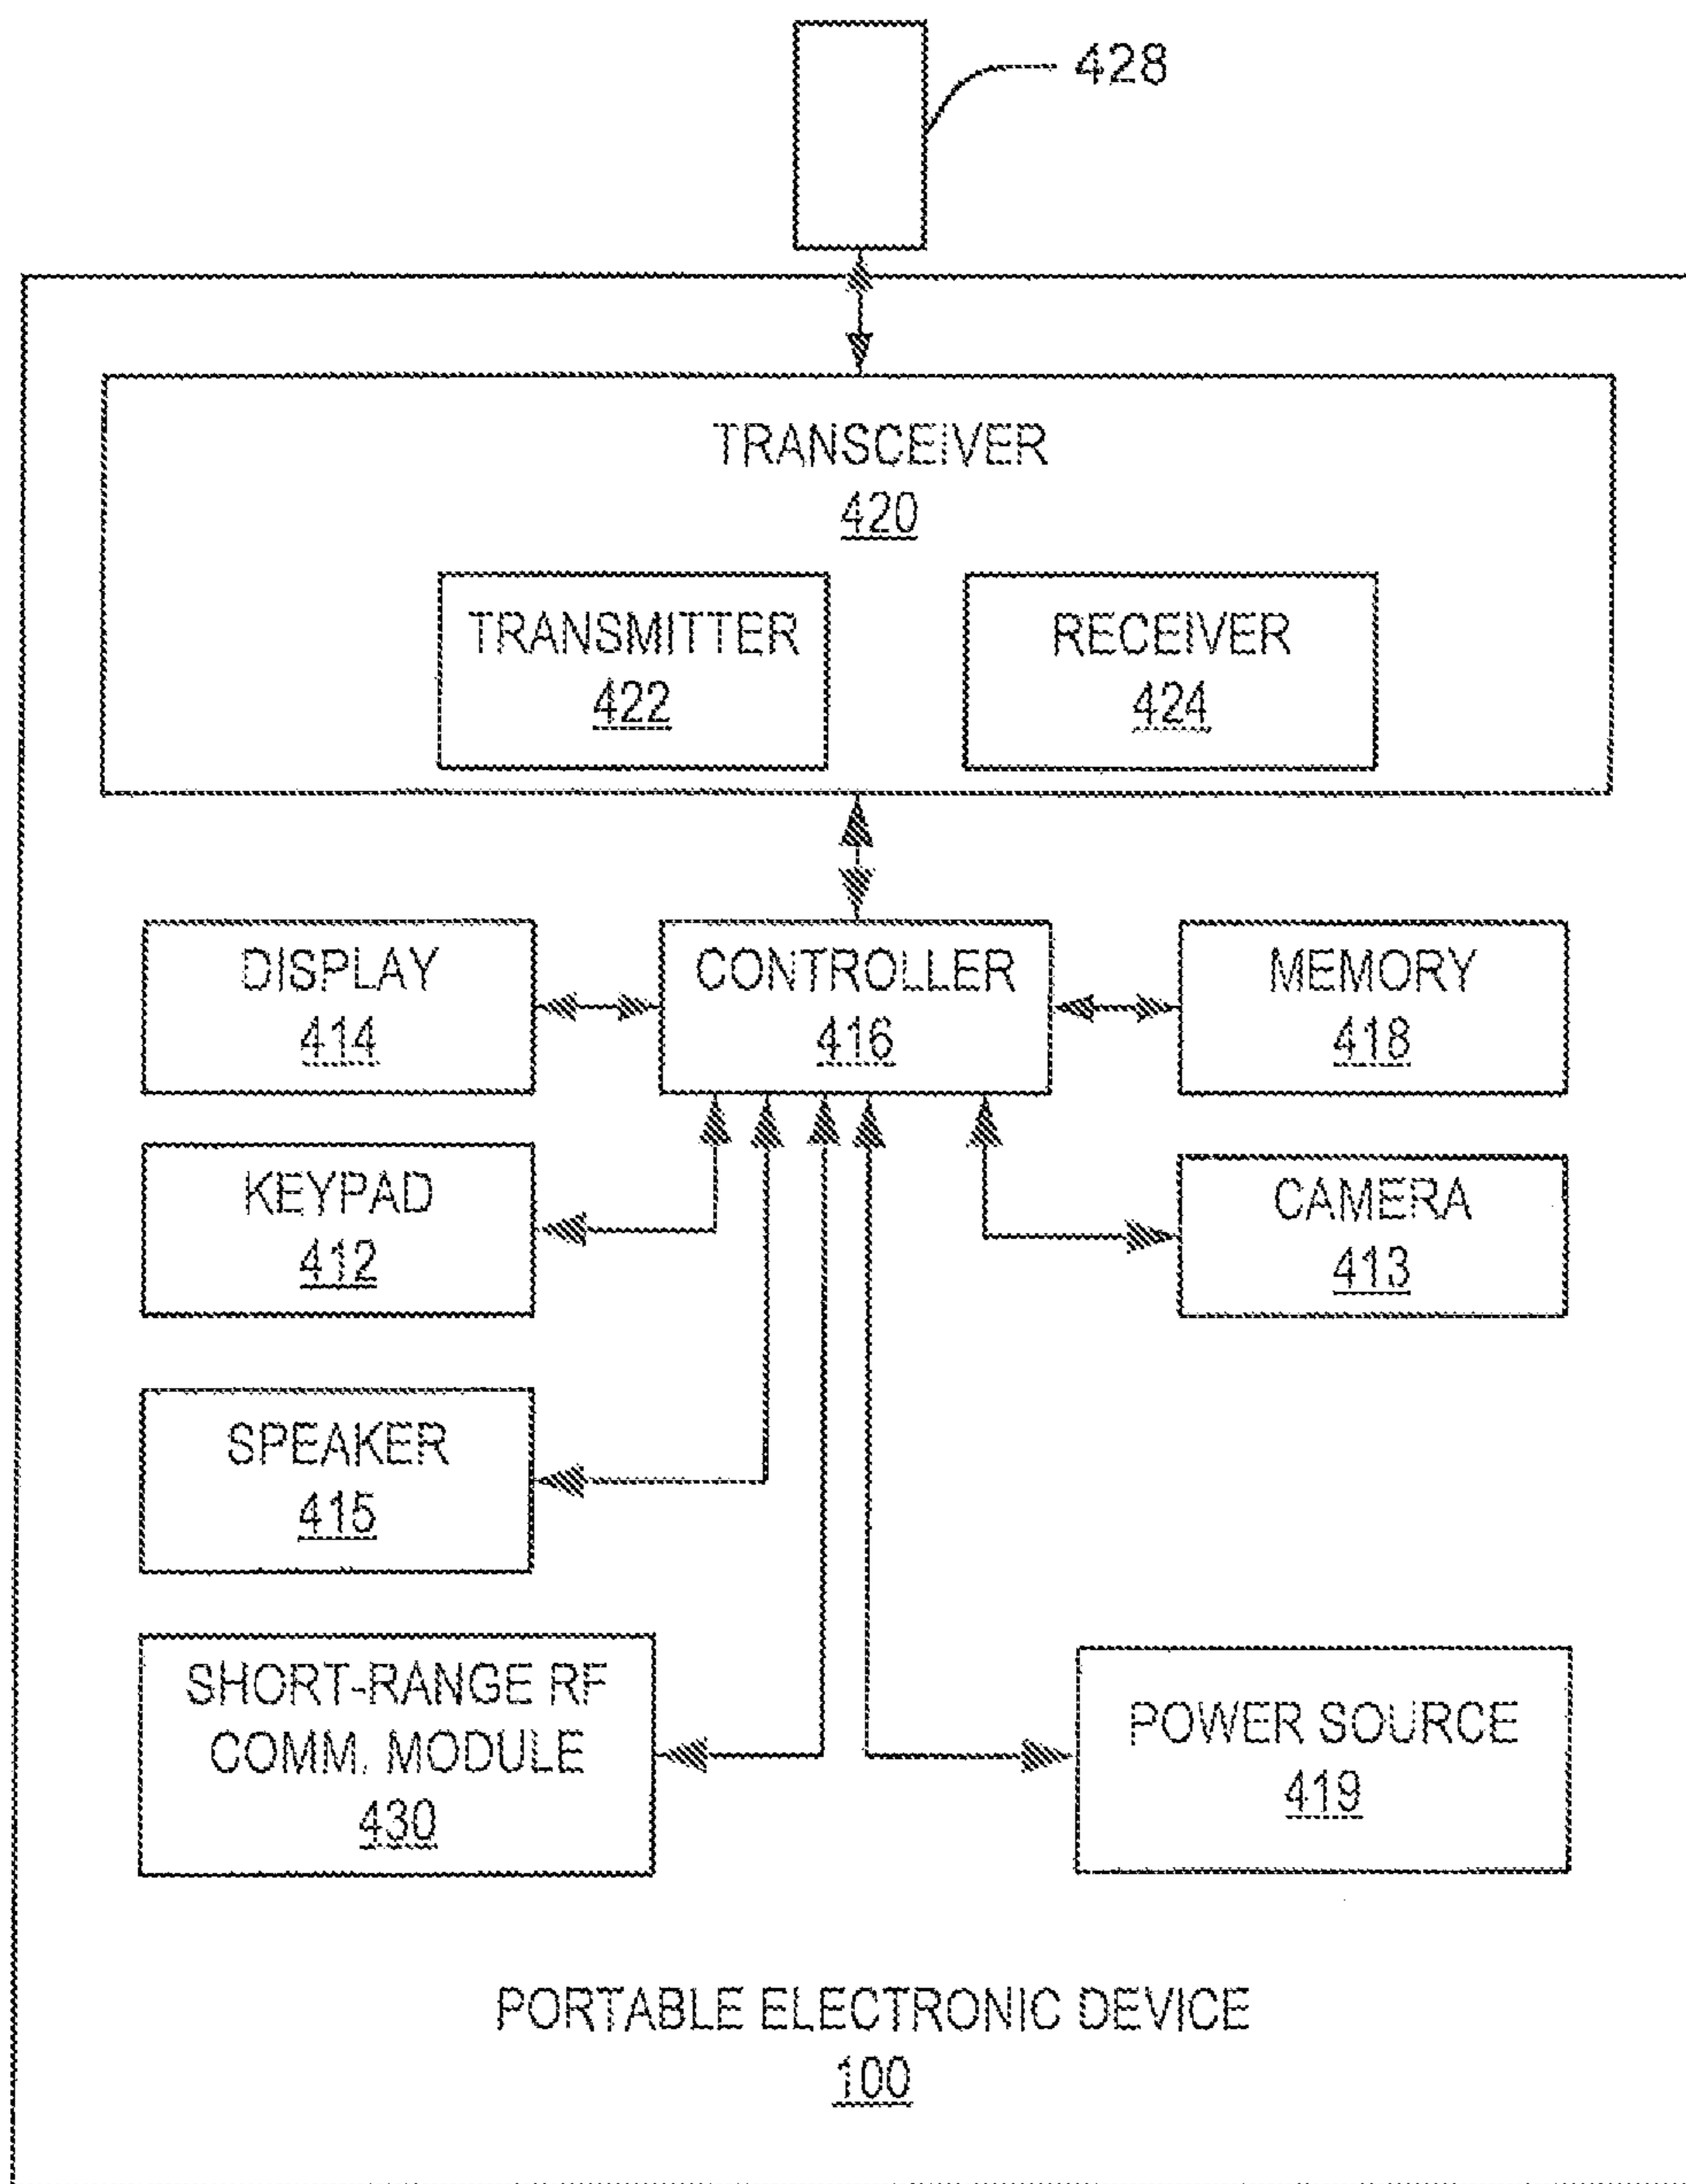 428
TRANSCEIVER
420
TRANSMITTER
422
RECEIVER
424
DISPLAY
414
CONTROLLER
416
MEMORY
418
KEYPAD
412
CAMERA
413
SPEAKER
415
SHORT-RANGE RF
COMM. MODULE
430
POWER SOURCE
419
PORTABLE ELECTRONIC DEVICE
100